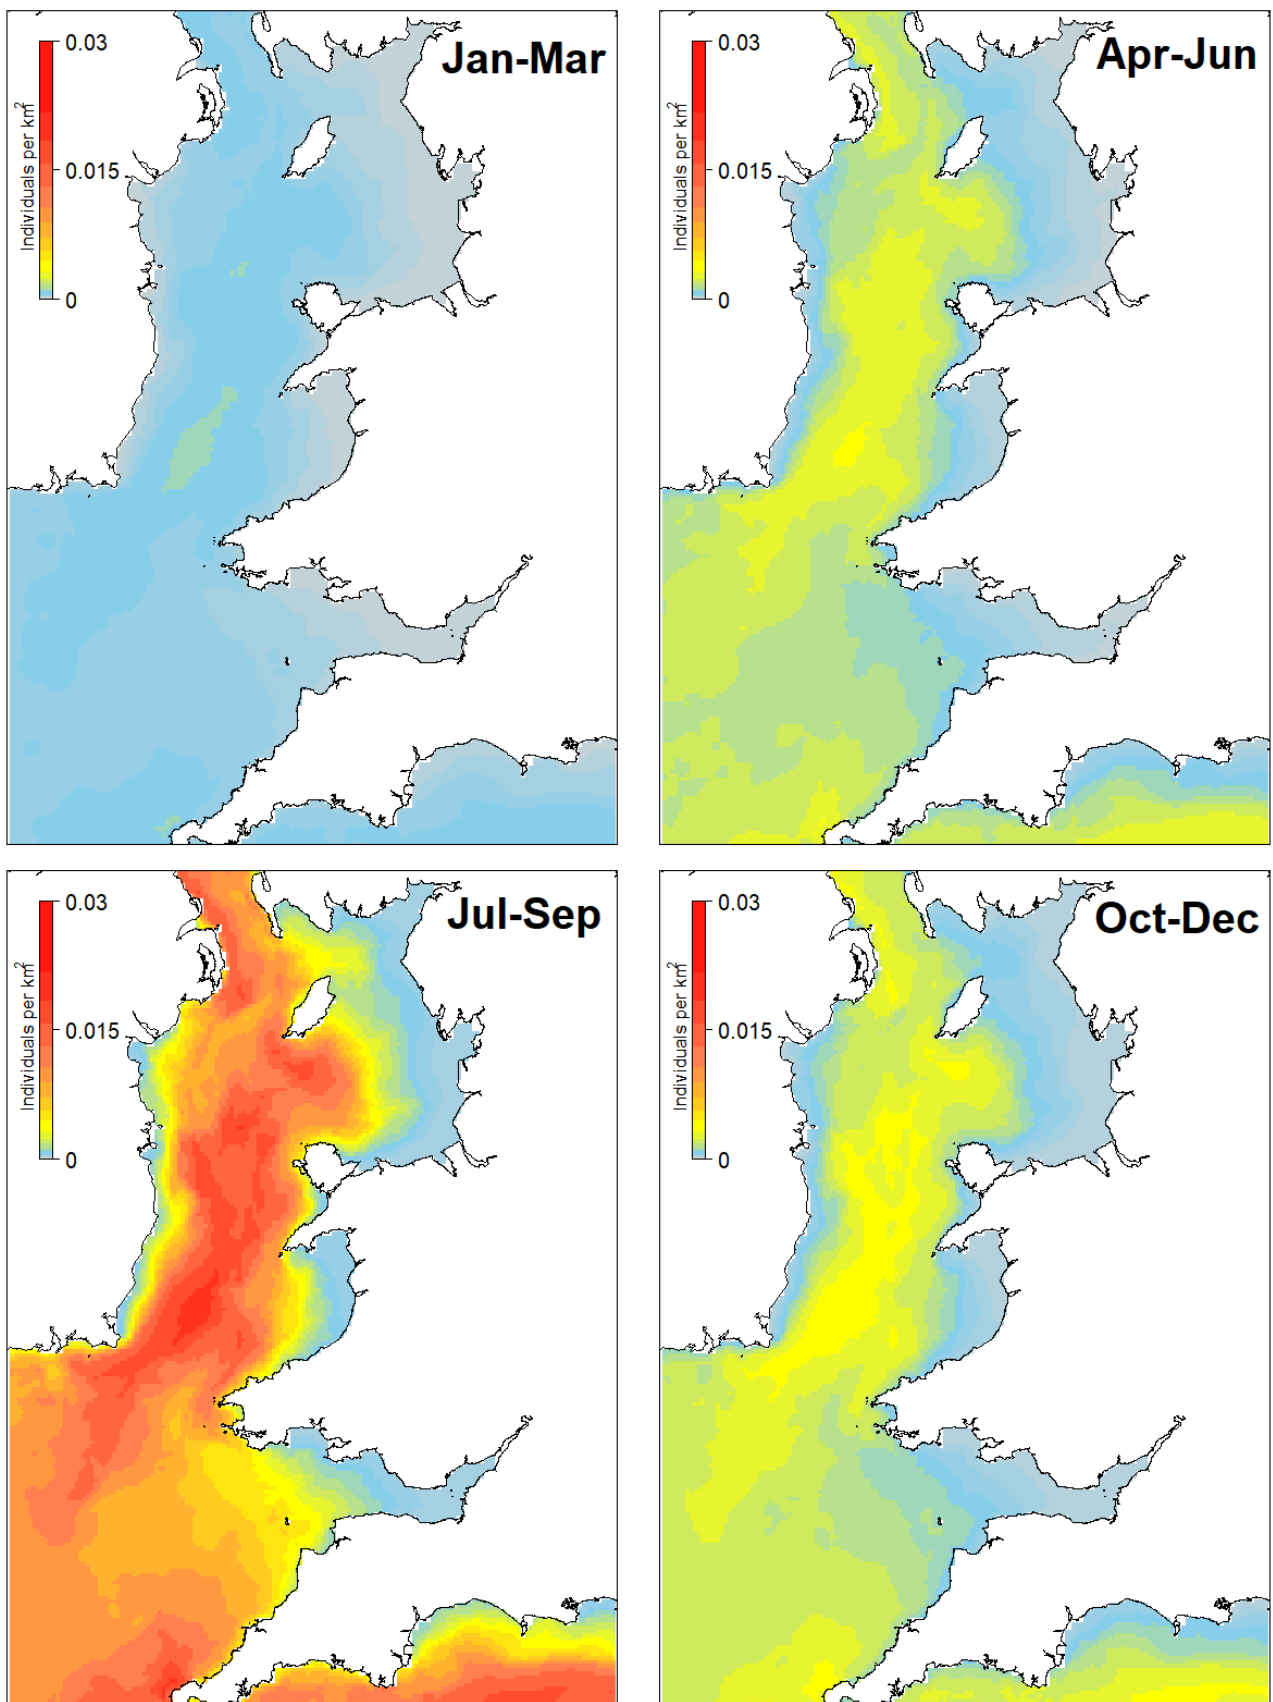 Jan-Mar
0.03
0.015
0
Individuals per km²
Apr-Jun
0.03
0.015
0
Individuals per km²
Jul-Sep
0.03
0.015
0
Individuals per km²
Oct-Dec
0.03
0.015
0
Individuals per km²